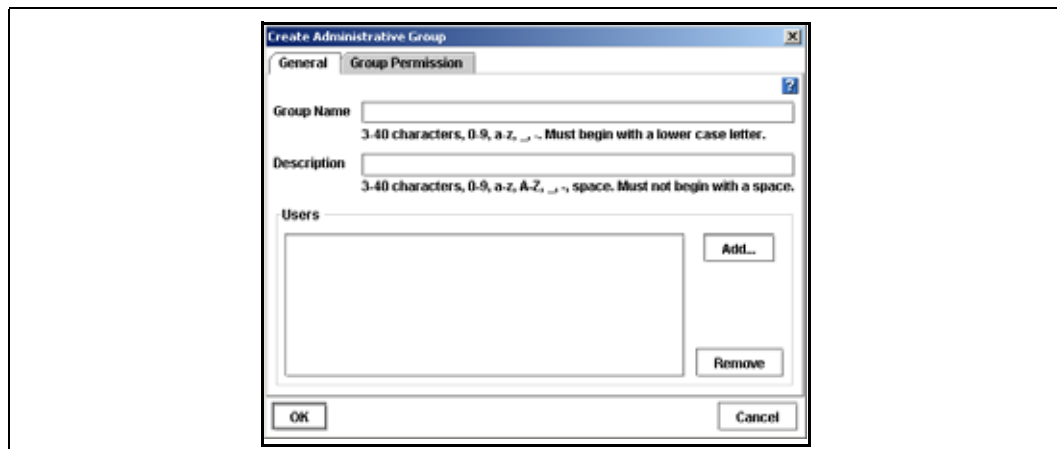 Create Administrative Group
General Group Permission
?
Group Name
3-40 characters, 0-9, a-z, _, -. Must begin with a lower case letter.
Description
3-40 characters, 0-9, a-z, A-Z, _, -, space. Must not begin with a space.
Users
Add...
Remove
OK Cancel